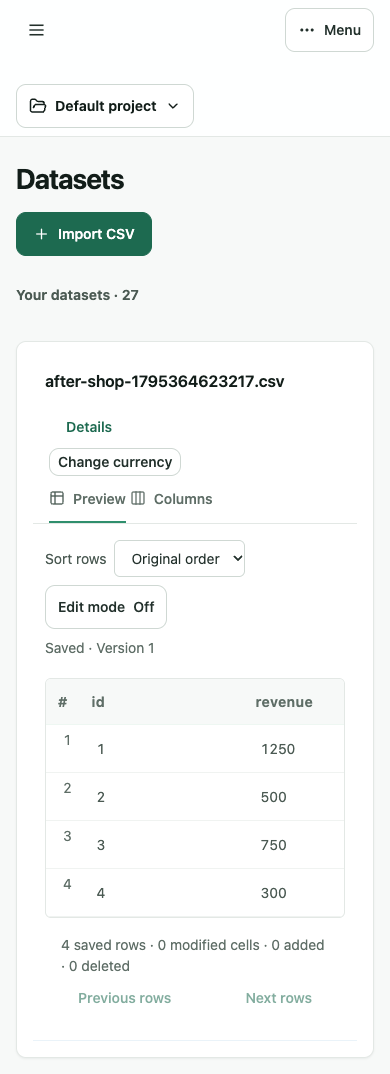 Menu
Default project
Datasets
Import CSV
Your datasets · 27
after-shop-1795364623217.csv
Details
Change currency
Preview Columns
Sort rows Original order
Edit mode Off
Saved · Version 1
# id revenue
1 1 1250
2 2 500
3 3 750
4 4 300
4 saved rows · 0 modified cells · 0 added
· 0 deleted
Previous rows Next rows